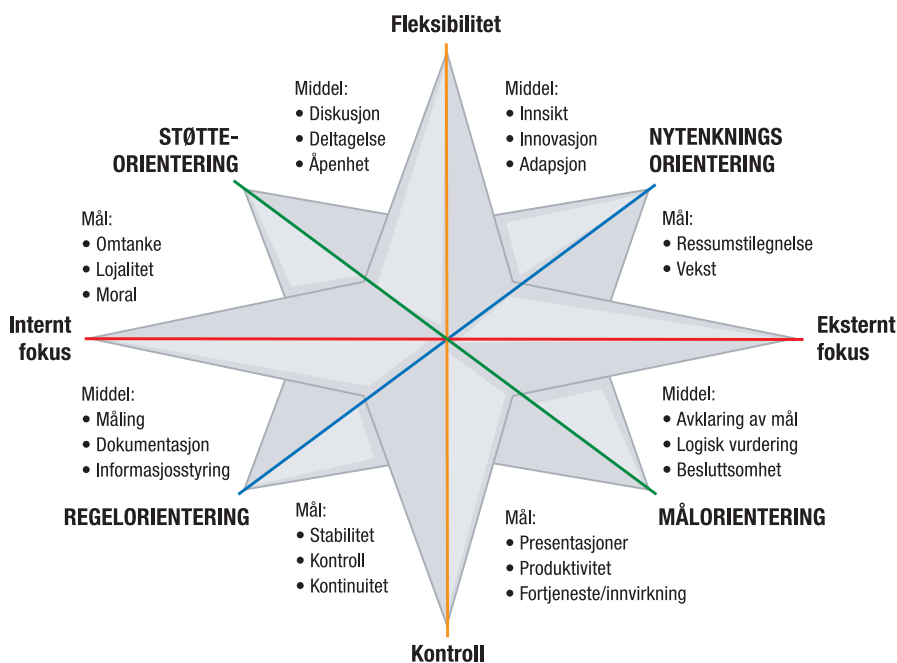 Fleksibilitet
Middel:
• Diskusjon
• Deltagelse
• Åpenhet
Middel:
• Innsikt
• Innovasjon
• Adapsjon
STØTTE-
ORIENTERING
NYTENKNINGS
ORIENTERING
Mål:
• Omtanke
• Lojalitet
• Moral
Mål:
• Ressumstilegnelse
• Vekst
Internt
fokus
Eksternt
fokus
Middel:
• Måling
• Dokumentasjon
• Informasjosstyring
Middel:
• Avklaring av mål
• Logisk vurdering
• Besluttsomhet
REGELORIENTERING
MÅLORIENTERING
Mål:
• Stabilitet
• Kontroll
• Kontinuitet
Mål:
• Presentasjoner
• Produktivitet
• Fortjeneste/innvirkning
Kontroll